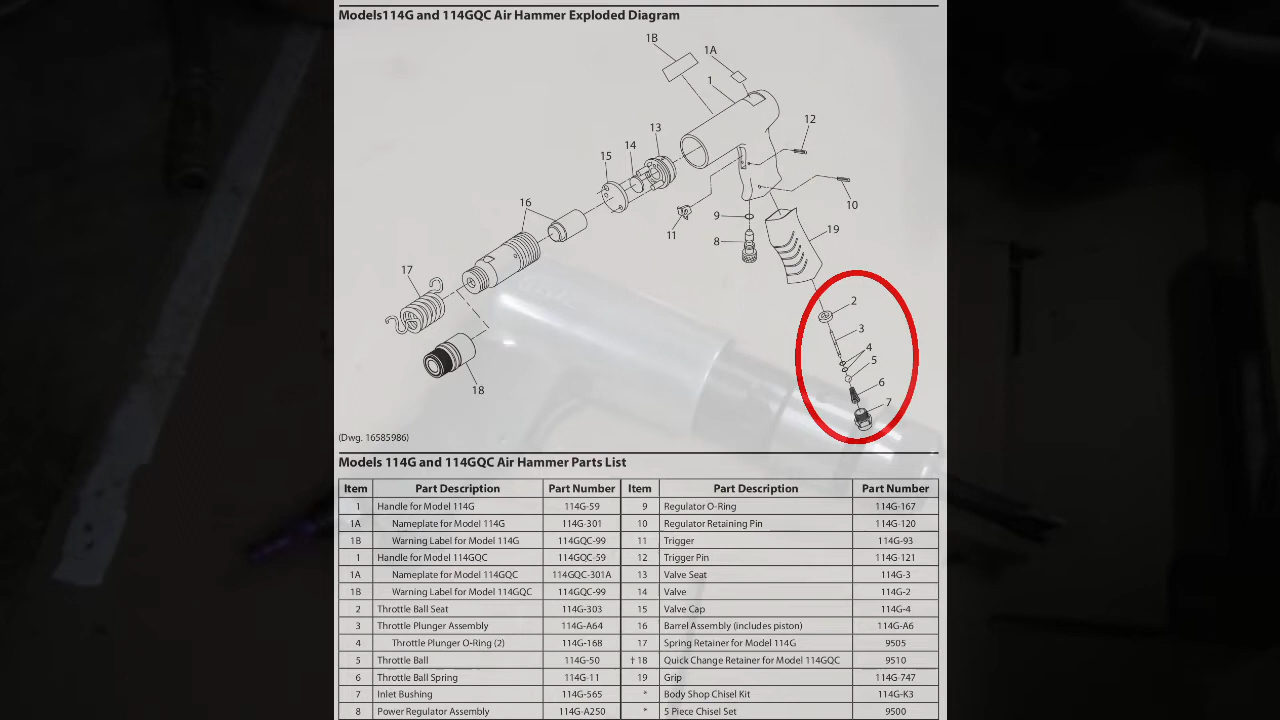 Models114G and 114GQC Air Hammer Exploded Diagram
1B
1A
1
12
13
14
15
10
16
9
11
19
8
17
2
3
4
5
18
6
7
(Dwg. 16585986)
Models 114G and 114GQC Air Hammer Parts List
Item Part Description Part Number Item Part Description Part Number
1 Handle for Model 114G 114G-59 9 Regulator O-Ring 114G-167
1A Nameplate for Model 114G 114G-301 10 Regulator Retaining Pin 114G-120
1B Warning Label for Model 114G 114GQC-99 11 Trigger 114G-93
1 Handle for Model 114GQC 114GQC-59 12 Trigger Pin 114G-121
1A Nameplate for Model 114GQC 114GQC-301A 13 Valve Seat 114G-3
1B Warning Label for Model 114GQC 114GQC-99 14 Valve 114G-2
2 Throttle Ball Seat 114G-303 15 Valve Cap 114G-4
3 Throttle Plunger Assembly 114G-A64 16 Barrel Assembly (includes piston) 114G-A6
4 Throttle Plunger O-Ring (2) 114G-168 17 Spring Retainer for Model 114G 9505
5 Throttle Ball 114G-50 † 18 Quick Change Retainer for Model 114GQC 9510
6 Throttle Ball Spring 114G-11 19 Grip 114G-747
7 Inlet Bushing 114G-565 * Body Shop Chisel Kit 114G-K3
8 Power Regulator Assembly 114G-A250 * 5 Piece Chisel Set 9500